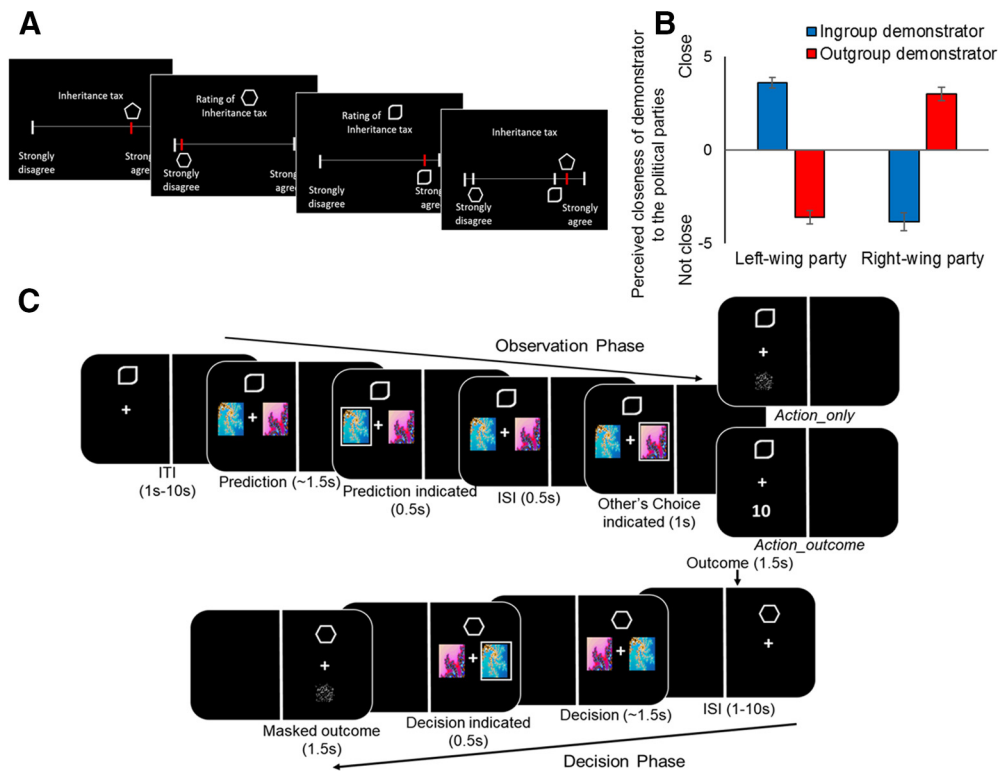 A
Inheritance tax
Strongly
disagree
Strong
agre
Rating of
Inheritance tax
Strongly
disagree
Strong
agre
Rating of
Inheritance tax
Strongly
disagree
Strong
agre
Inheritance tax
Strongly
disagree
Strongly
agree
B
Ingroup demonstrator
Outgroup demonstrator
Perceived closeness of demonstrator
to the political parties
Close
Not close
5
0
-5
Left-wing party
Right-wing party
C
Observation Phase
ITI
(1s-10s)
Prediction (~1.5s)
Prediction indicated
(0.5s)
ISI (0.5s)
Other's Choice
indicated (1s)
Action_only
10
Action_outcome
Outcome (1.5s)
Masked outcome
(1.5s)
Decision indicated
(0.5s)
Decision (~1.5s)
ISI (1-10s)
Decision Phase